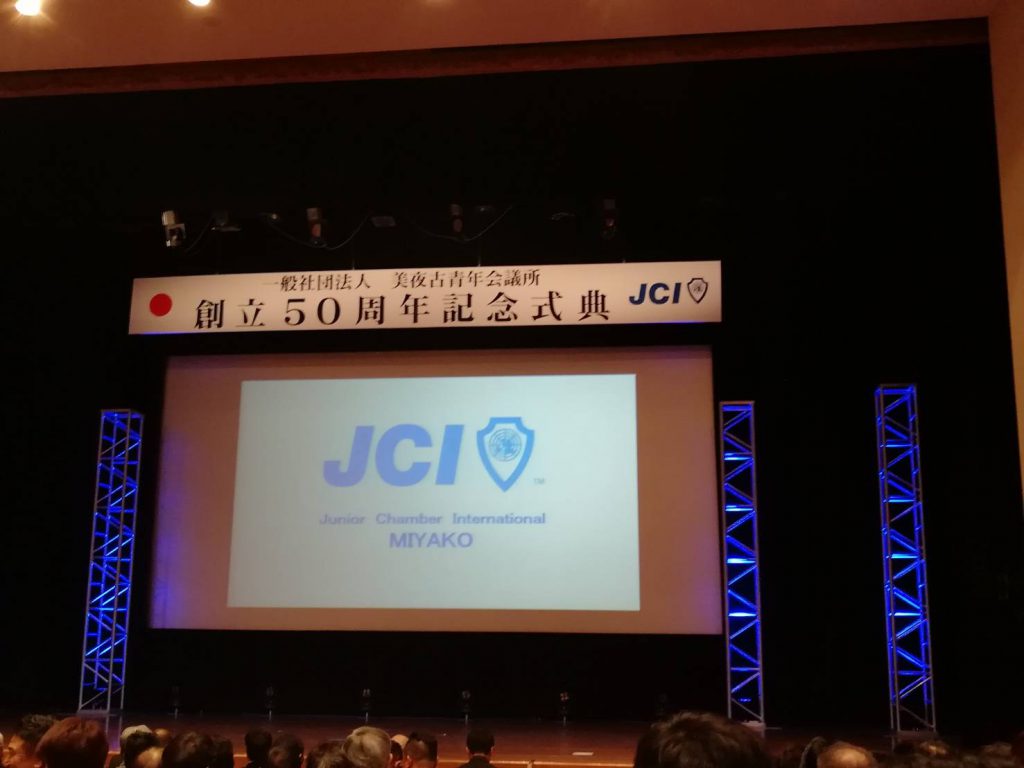 一般社団法人 美夜古青年会議所
創立50周年記念式典 JCI
JCI TM
Junior Chamber International
MIYAKO